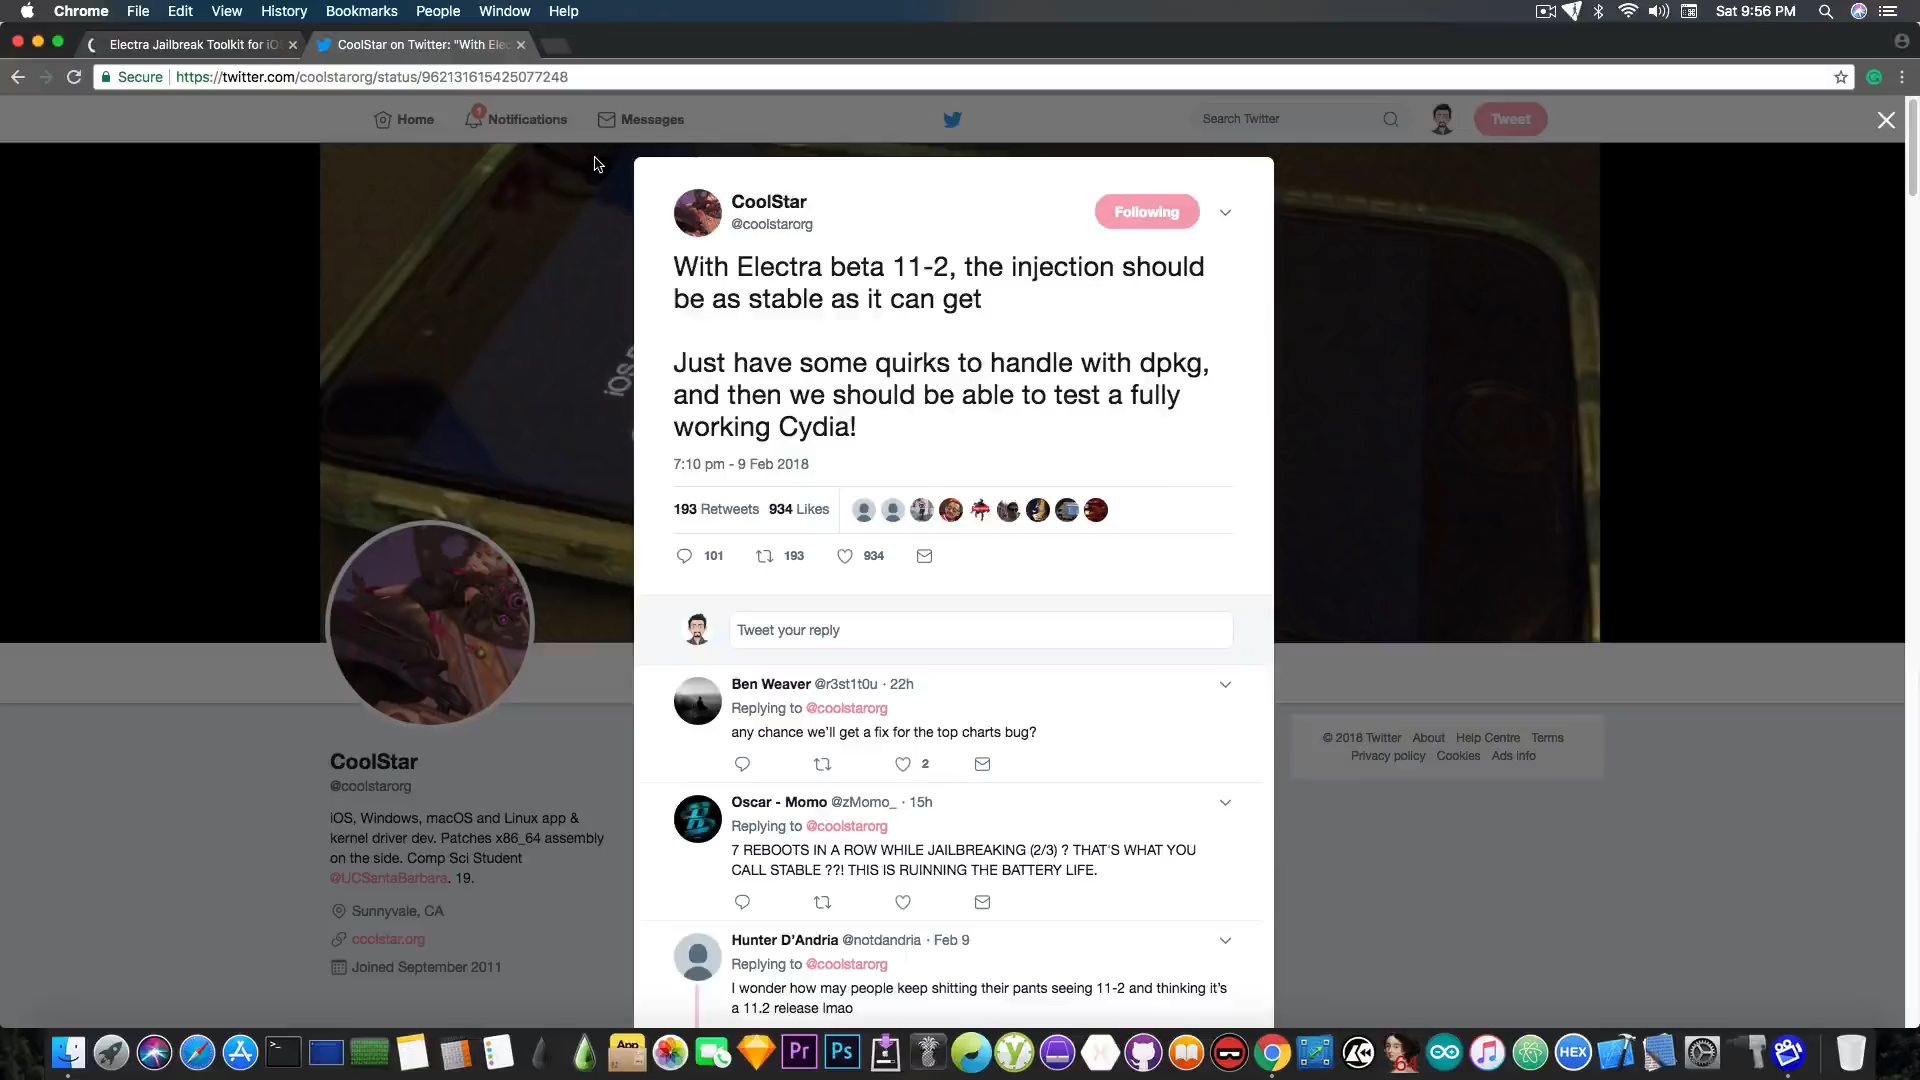 Chrome File Edit View History Bookmarks People Window Help
Sat 9:56 PM
Electra Jailbreak Toolkit for iO
CoolStar on Twitter: "With Elec
Secure
https://twitter.com/coolstarorg/status/962131615425077248
Home
1
Notifications
Messages
Search Twitter
Tweet
CoolStar
@coolstarorg
Following
With Electra beta 11-2, the injection should
be as stable as it can get
Just have some quirks to handle with dpkg,
and then we should be able to test a fully
working Cydia!
7:10 pm - 9 Feb 2018
193 Retweets 934 Likes
101 193 934
Tweet your reply
Ben Weaver @r3st1t0u · 22h
Replying to @coolstarorg
any chance we'll get a fix for the top charts bug?
2
Oscar - Momo @zMomo_ · 15h
Replying to @coolstarorg
7 REBOOTS IN A ROW WHILE JAILBREAKING (2/3) ? THAT'S WHAT YOU
CALL STABLE ??! THIS IS RUINNING THE BATTERY LIFE.
Hunter D'Andria @notdandria · Feb 9
Replying to @coolstarorg
I wonder how may people keep shitting their pants seeing 11-2 and thinking it's
a 11.2 release lmao
iOS
CoolStar
@coolstarorg
iOS, Windows, macOS and Linux app &
kernel driver dev. Patches x86_64 assembly
on the side. Comp Sci Student
@UCSantaBarbara. 19.
Sunnyvale, CA
coolstar.org
Joined September 2011
© 2018 Twitter About Help Centre Terms
Privacy policy Cookies Ads info
App
Pr
Ps
64
HEX